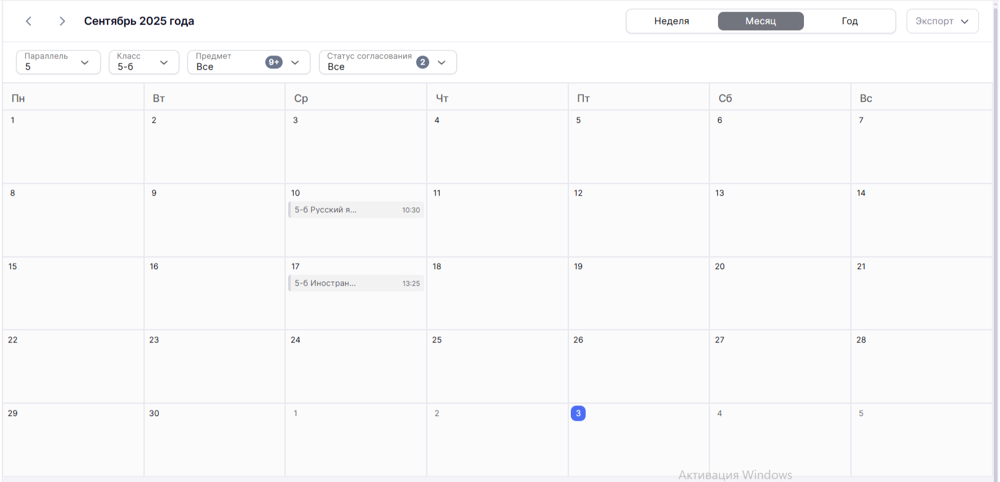 Сентябрь 2025 года
Неделя Месяц Год Экспорт
Параллель 5
Класс 5-б
Предмет Все 9+
Статус согласования Все 2
Пн Вт Ср Чт Пт Сб Вс
1 2 3 4 5 6 7
8 9 10 11 12 13 14
5-б Русский я... 10:30
15 16 17 18 19 20 21
5-б Иностран... 13:25
22 23 24 25 26 27 28
29 30 1 2 3 4 5
Активация Windows